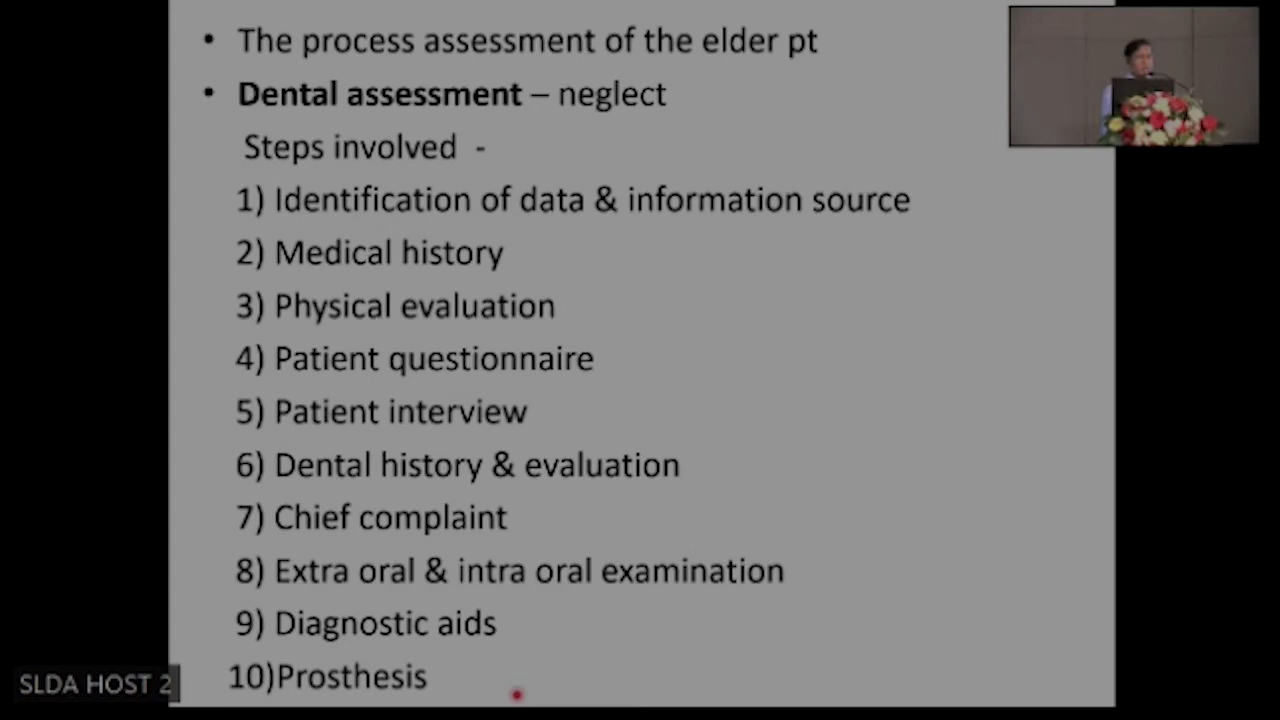 • The process assessment of the elder pt
• Dental assessment – neglect
Steps involved -
1) Identification of data & information source
2) Medical history
3) Physical evaluation
4) Patient questionnaire
5) Patient interview
6) Dental history & evaluation
7) Chief complaint
8) Extra oral & intra oral examination
9) Diagnostic aids
10)Prosthesis
SLDA HOST 2